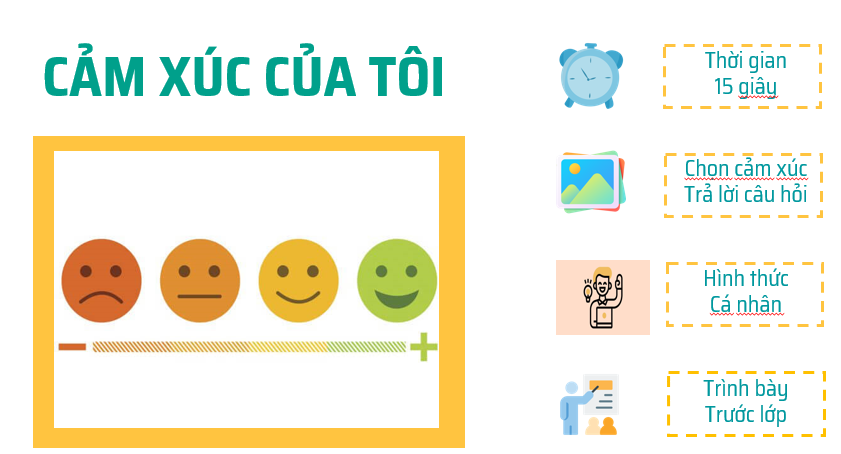 CẢM XÚC CỦA TÔI
Thời gian
15 giây
Chọn cảm xúc
Trả lời câu hỏi
Hình thức
Cá nhân
Trình bày
Trước lớp